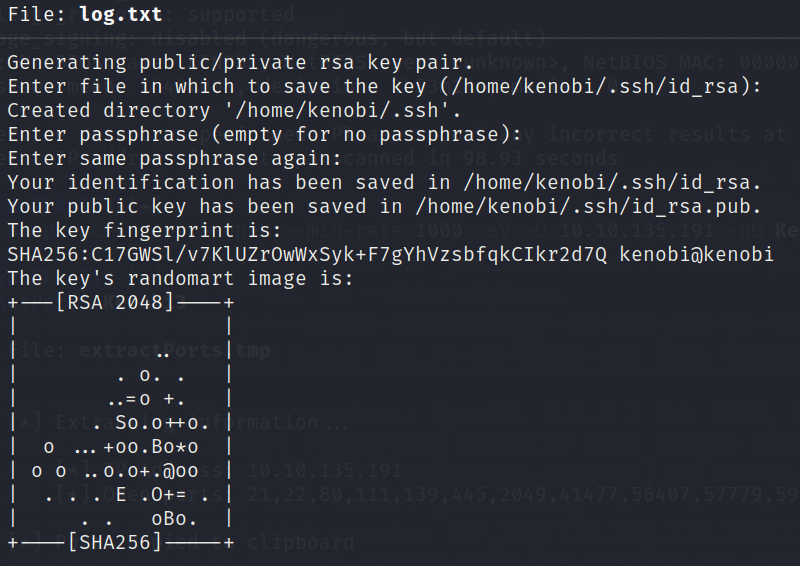 File: log.txt
Generating public/private rsa key pair.
Enter file in which to save the key (/home/kenobi/.ssh/id_rsa):
Created directory '/home/kenobi/.ssh'.
Enter passphrase (empty for no passphrase):
Enter same passphrase again:
Your identification has been saved in /home/kenobi/.ssh/id_rsa.
Your public key has been saved in /home/kenobi/.ssh/id_rsa.pub.
The key fingerprint is:
SHA256:C17GWSl/v7KlUZrOwWxSyk+F7gYhVzsbfqkCIkr2d7Q kenobi@kenobi
The key's randomart image is:
+---[RSA 2048]----+
|                 |
|           ..    |
|        . o. .   |
|       ..=o +.   |
|      . So.o++o. |
|  o ...+oo.Bo*o  |
| o o ..o.o+.@oo  |
|  . . . E .O+= . |
|     . .   oBo.  |
+----[SHA256]-----+